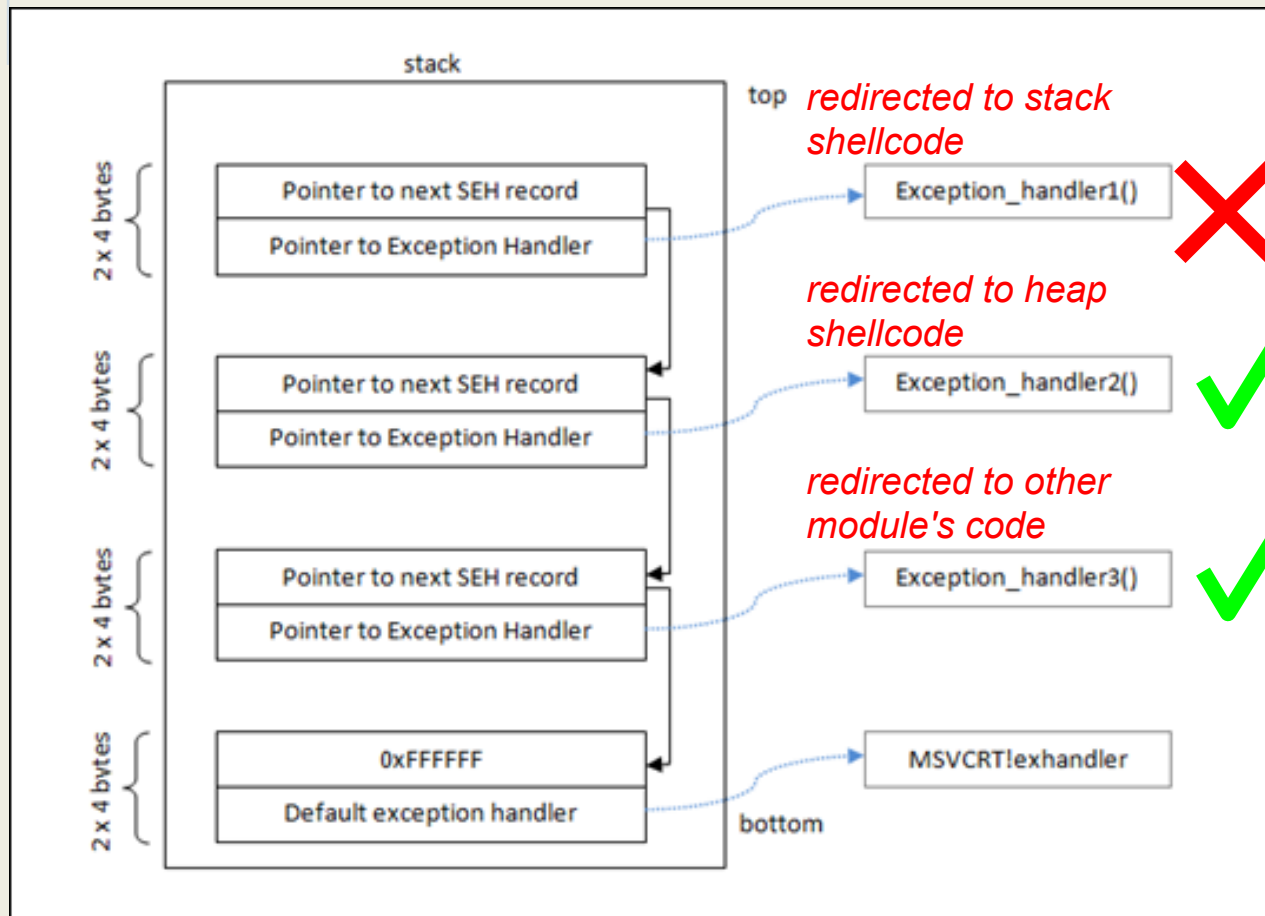 stack
top
redirected to stack
shellcode
2 x 4 bytes
Pointer to next SEH record
Pointer to Exception Handler
Exception_handler1()
redirected to heap
shellcode
2 x 4 bytes
Pointer to next SEH record
Pointer to Exception Handler
Exception_handler2()
redirected to other
module's code
2 x 4 bytes
Pointer to next SEH record
Pointer to Exception Handler
Exception_handler3()
2 x 4 bytes
0xFFFFFF
Default exception handler
MSVCRT!exhandler
bottom